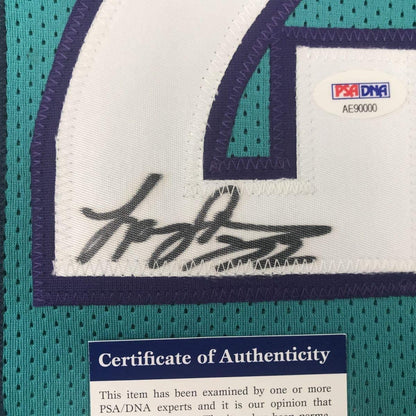 PSA DNA
AE90000
Certificate of Authenticity
This item has been examined by one or more
PSA/DNA experts and it is our opinion that